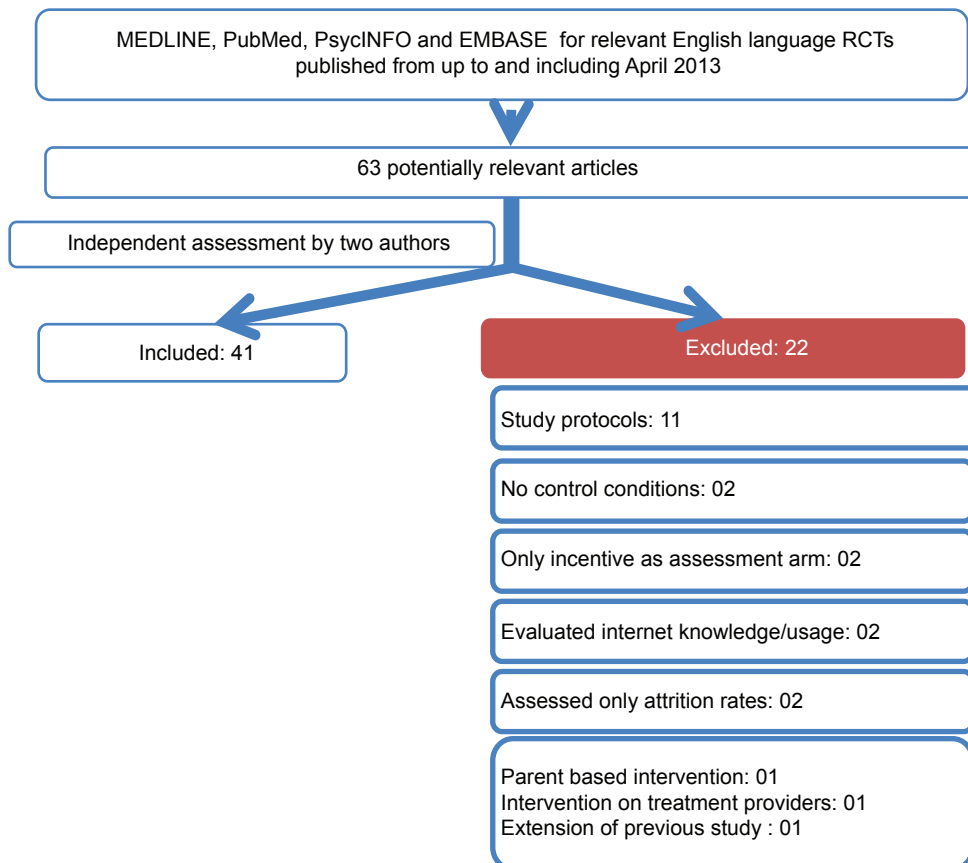 MEDLINE, PubMed, PsycINFO and EMBASE for relevant English language RCTs
published from up to and including April 2013
63 potentially relevant articles
Independent assessment by two authors
Included: 41
Excluded: 22
Study protocols: 11
No control conditions: 02
Only incentive as assessment arm: 02
Evaluated internet knowledge/usage: 02
Assessed only attrition rates: 02
Parent based intervention: 01
Intervention on treatment providers: 01
Extension of previous study : 01